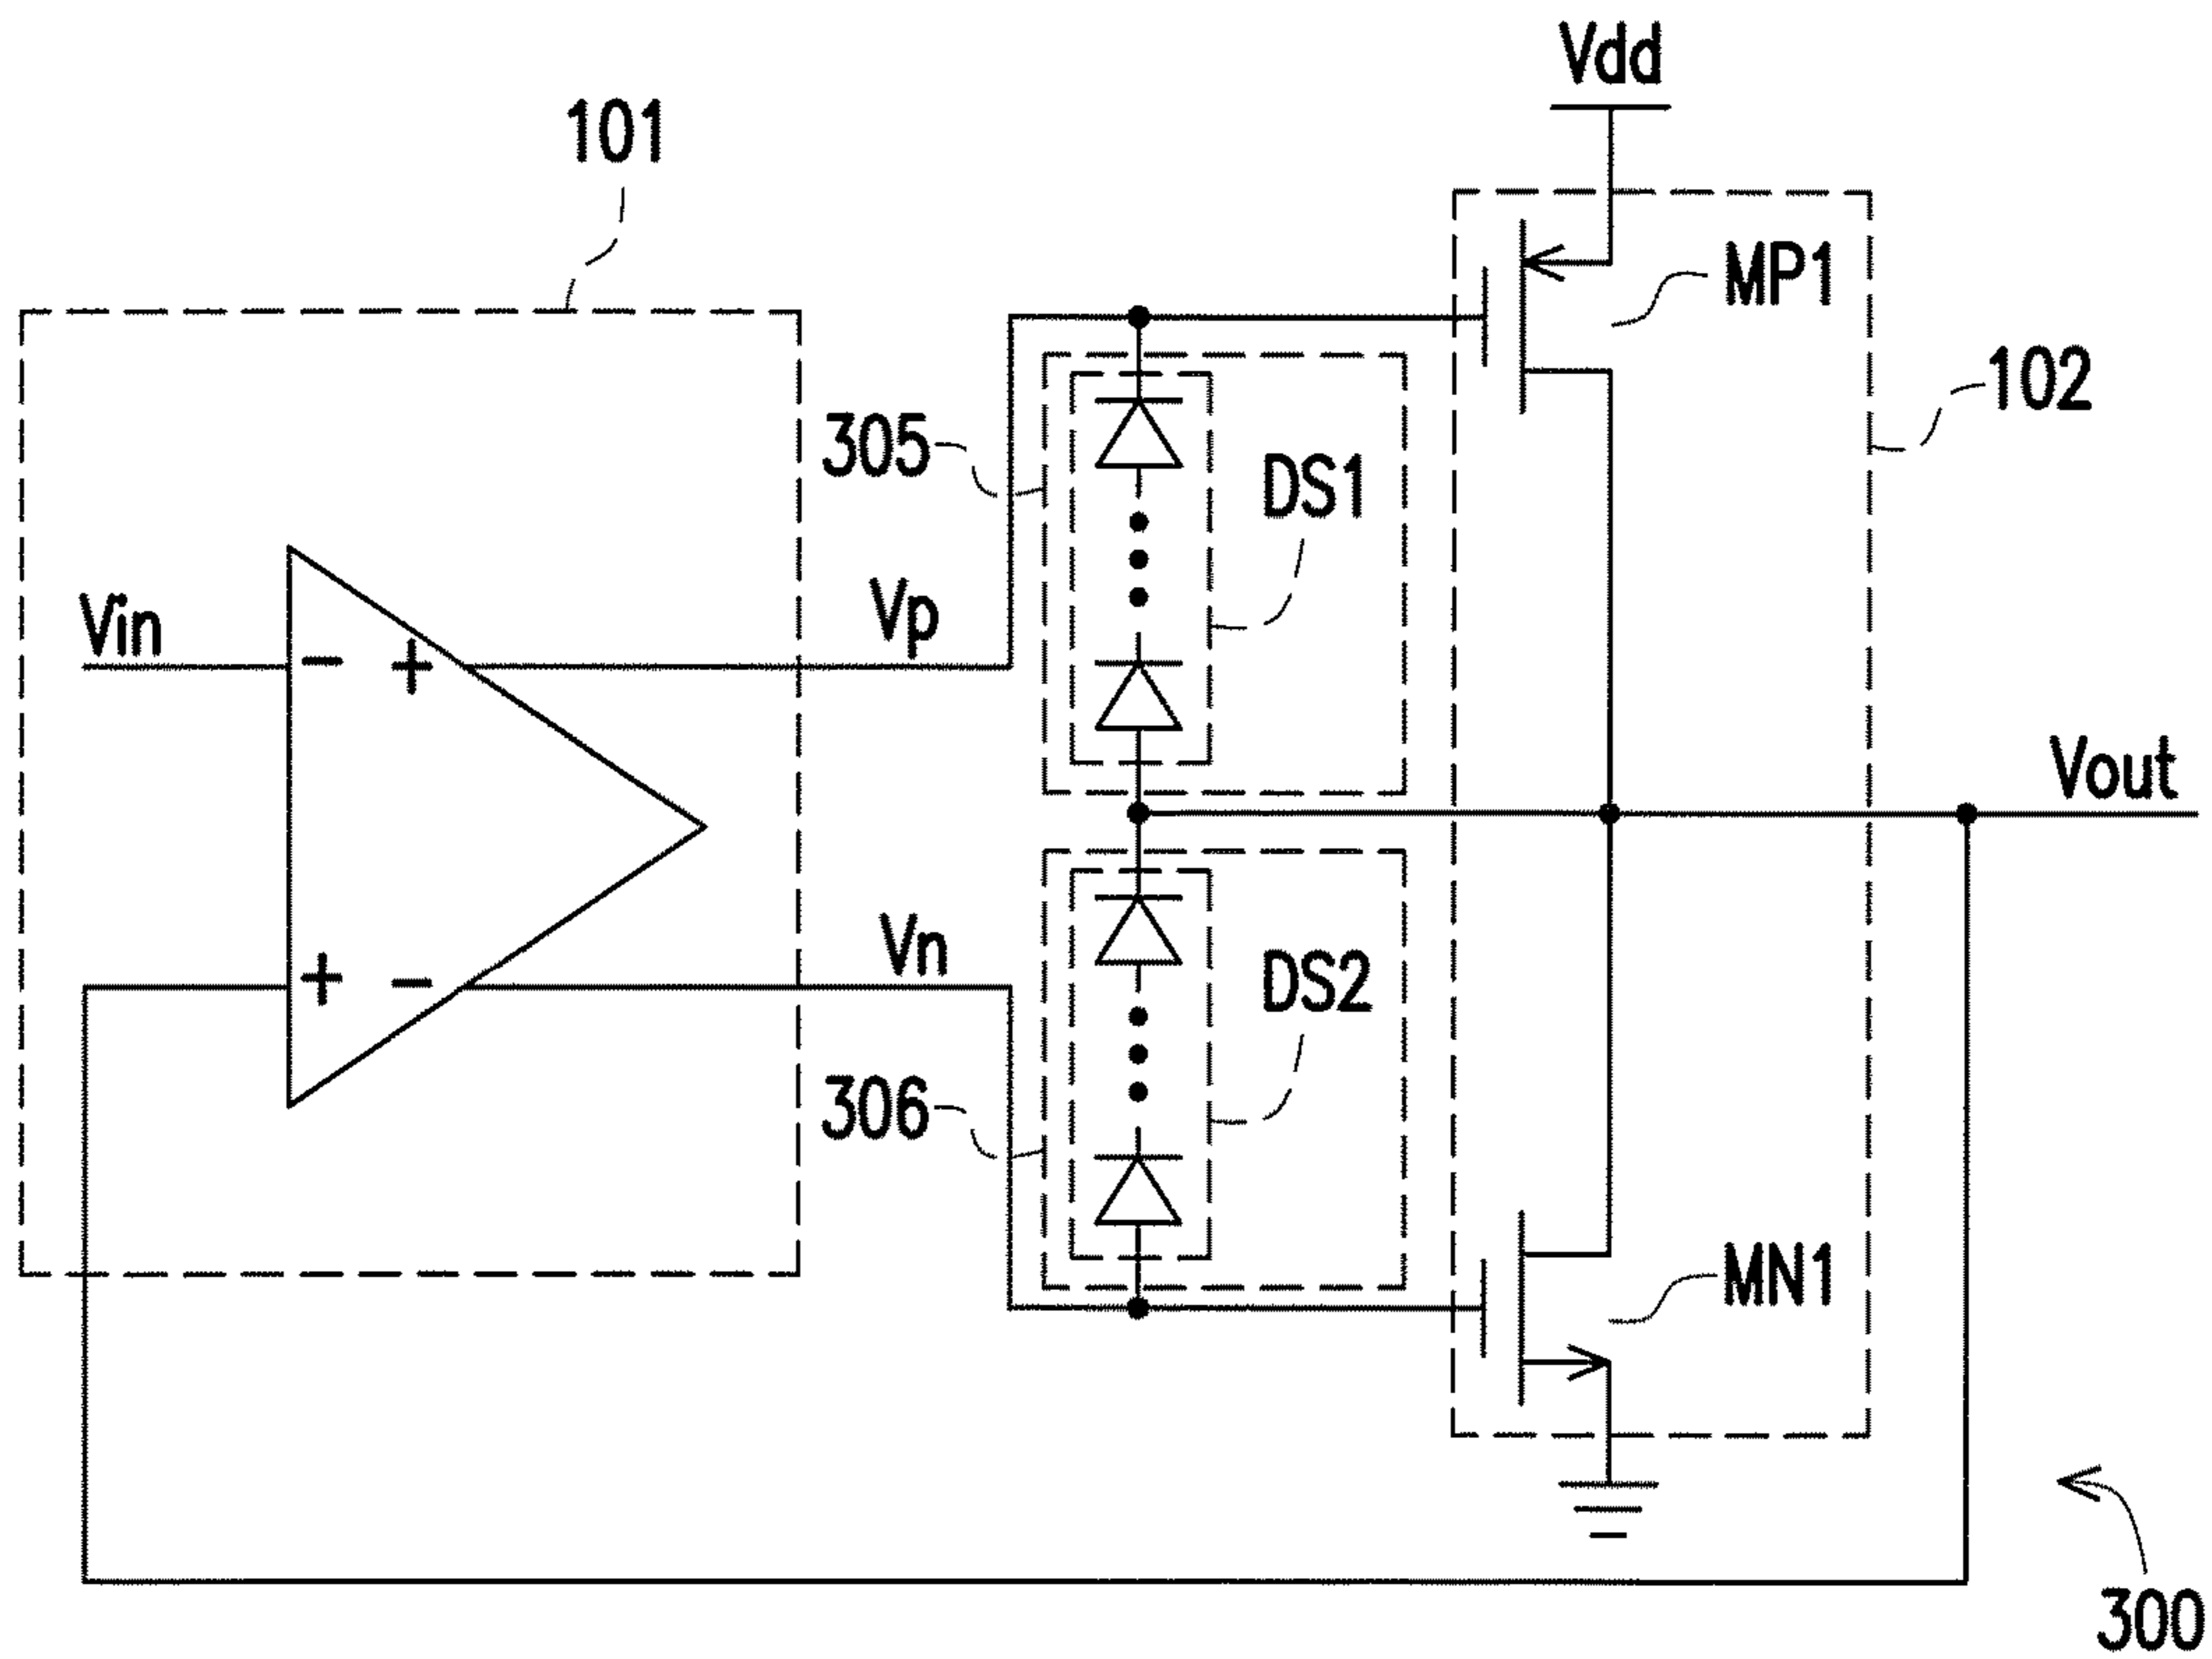 Vdd
101
MP1
102
305
DS1
Vin
Vp
- +
Vout
Vn
DS2
+ -
306
MN1
300